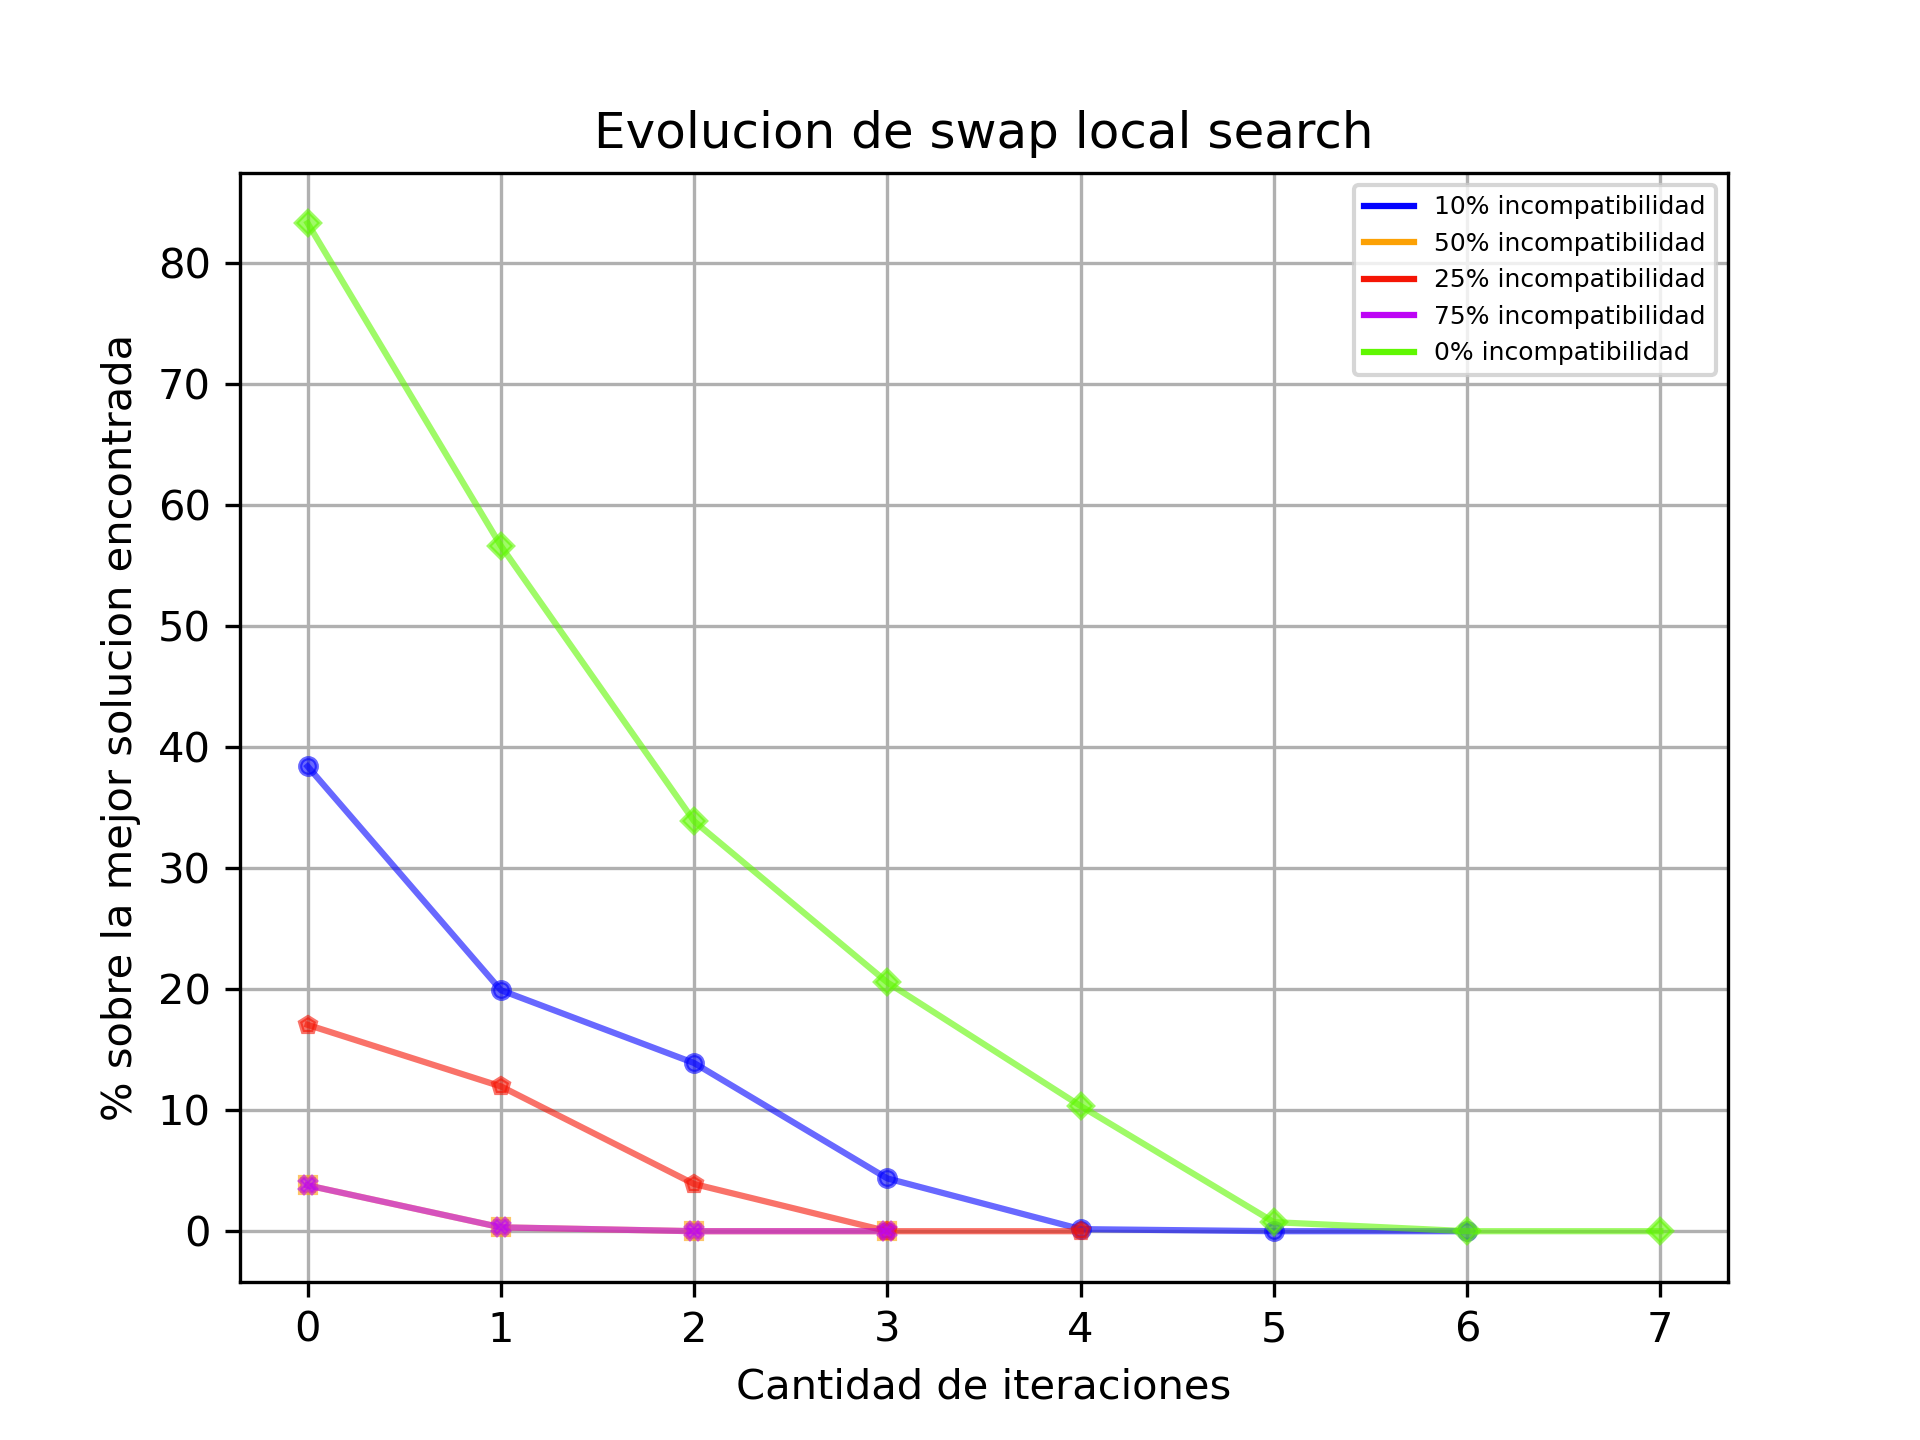 Evolucion de swap local search
10% incompatibilidad
50% incompatibilidad
25% incompatibilidad
75% incompatibilidad
0% incompatibilidad
% sobre la mejor solucion encontrada
80
70
60
50
40
30
20
10
0
0 1 2 3 4 5 6 7
Cantidad de iteraciones